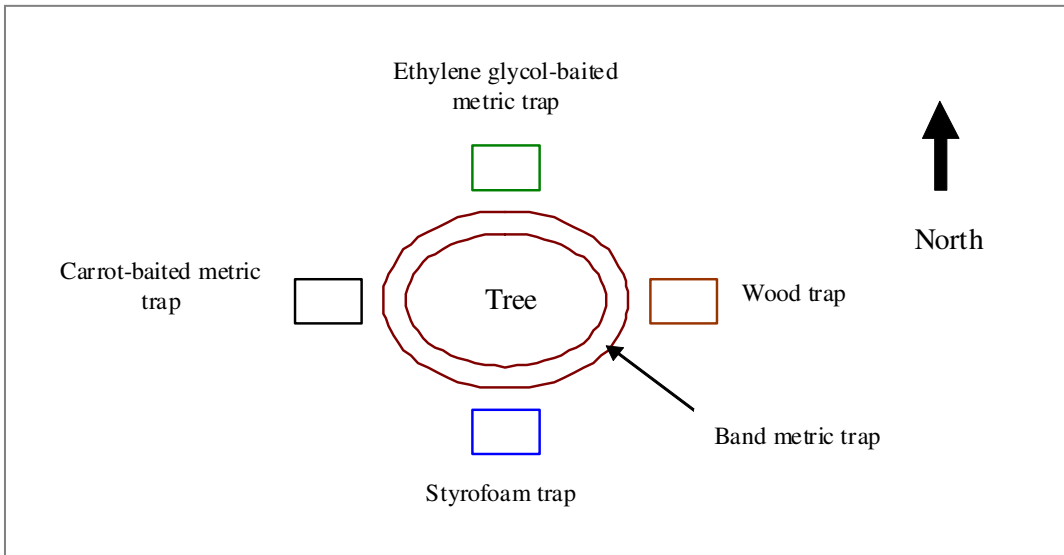 Ethylene glycol-baited
metric trap
North
Carrot-baited metric
trap
Tree
Wood trap
Band metric trap
Styrofoam trap